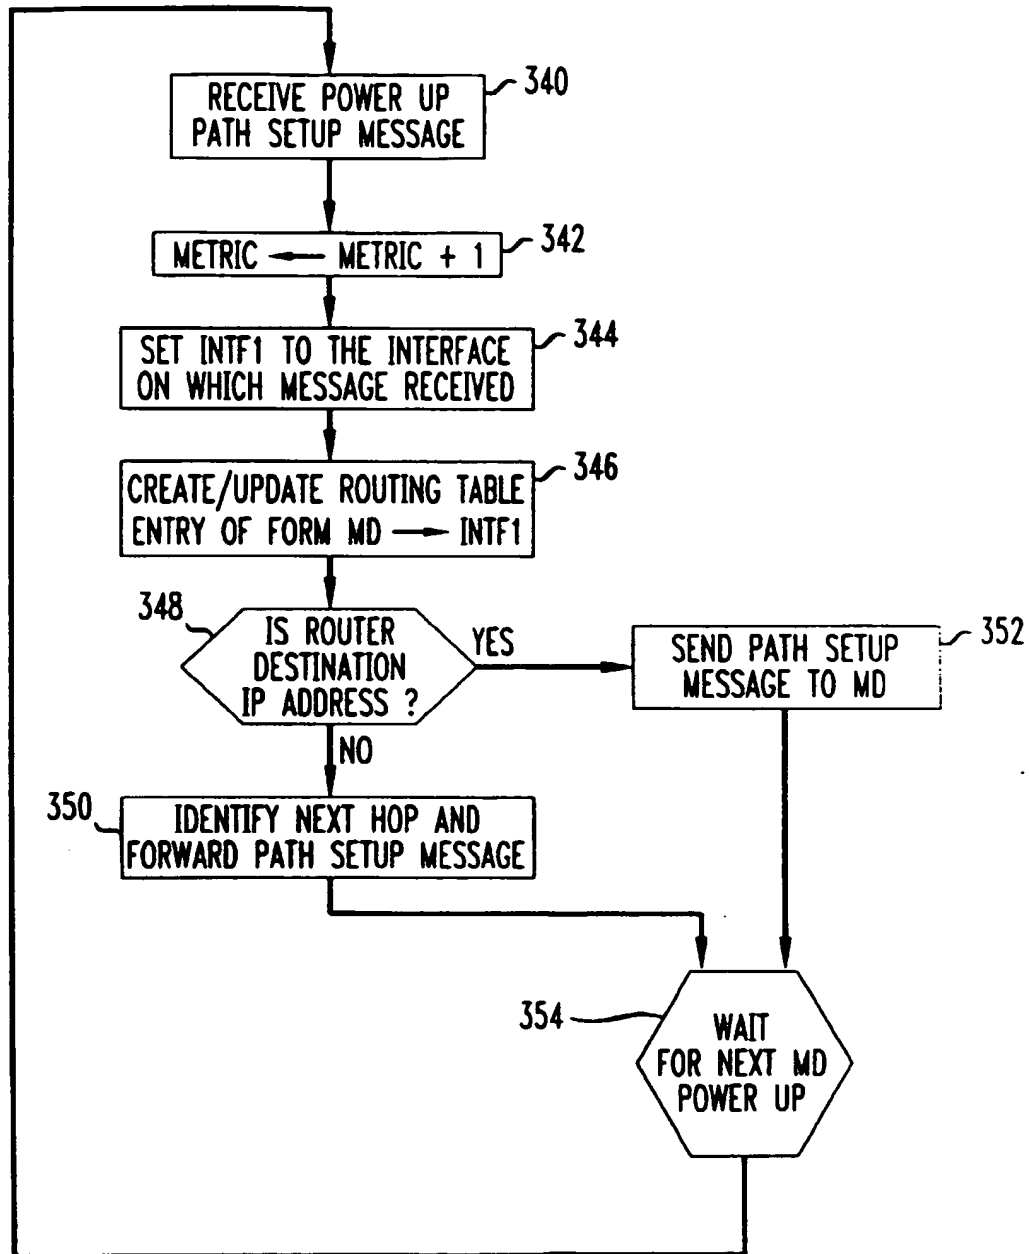 RECEIVE POWER UP
PATH SETUP MESSAGE
340
METRIC ← METRIC + 1
342
SET INTF1 TO THE INTERFACE
ON WHICH MESSAGE RECEIVED
344
CREATE/UPDATE ROUTING TABLE
ENTRY OF FORM MD → INTF1
346
348
IS ROUTER
DESTINATION
IP ADDRESS ?
YES
NO
SEND PATH SETUP
MESSAGE TO MD
352
350
IDENTIFY NEXT HOP AND
FORWARD PATH SETUP MESSAGE
354
WAIT
FOR NEXT MD
POWER UP